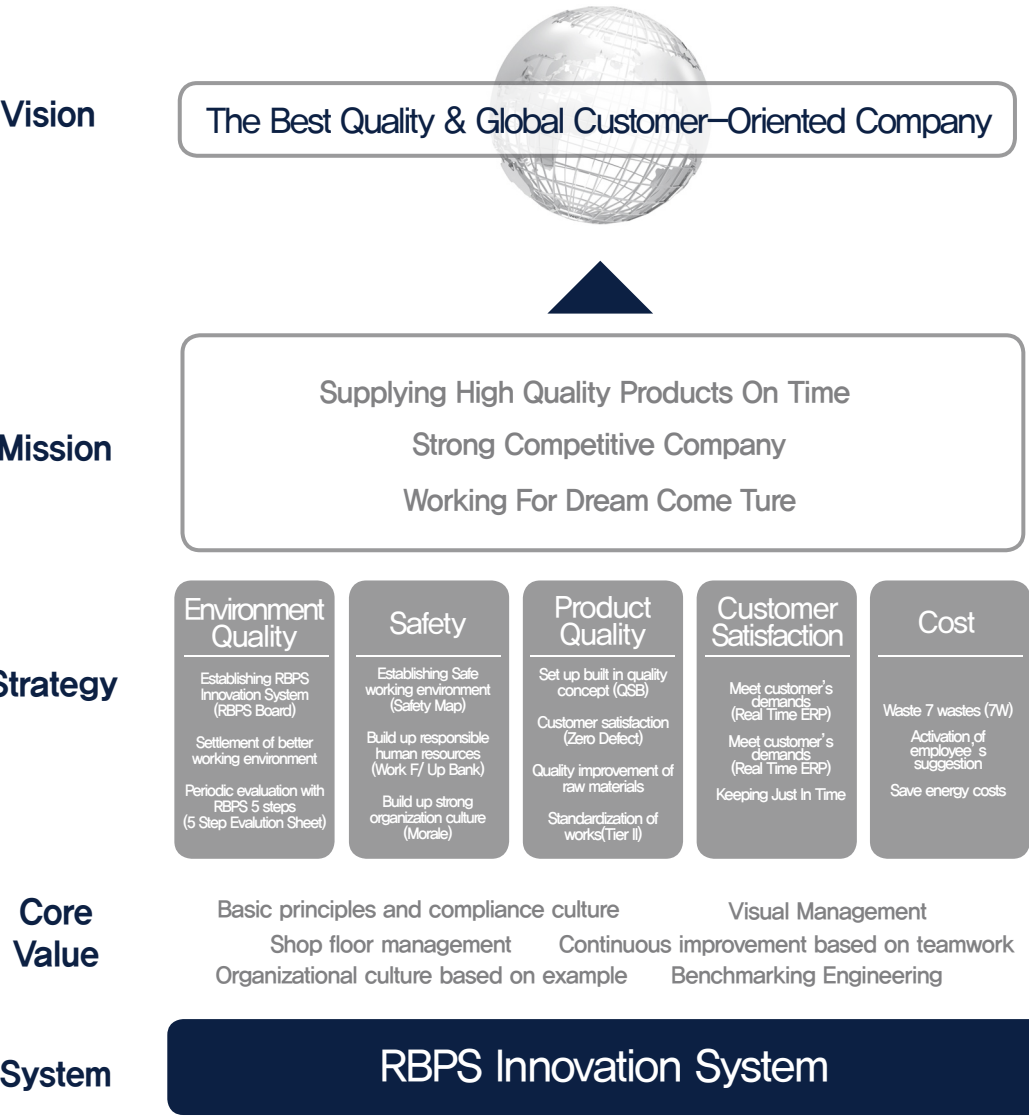 Vision
The Best Quality & Global Customer-Oriented Company
Mission
Supplying High Quality Products On Time
Strong Competitive Company
Working For Dream Come Ture
Strategy
Environment
Quality
Establishing RBPS
Innovation System
(RBPS Board)
Settlement of better
working environment
Periodic evaluation with
RBPS 5 steps
(5 Step Evalution Sheet)
Safety
Establishing Safe
working environment
(Safety Map)
Build up responsible
human resources
(Work F/ Up Bank)
Build up strong
organization culture
(Morale)
Product
Quality
Set up built in quality
concept (QSB)
Customer satisfaction
(Zero Defect)
Quality improvement of
raw materials
Standardization of
works(Tier II)
Customer
Satisfaction
Meet customer's
demands
(Real Time ERP)
Meet customer's
demands
(Real Time ERP)
Keeping Just In Time
Cost
Waste 7 wastes (7W)
Activation of
employee's
suggestion
Save energy costs
Core
Value
Basic principles and compliance culture
Visual Management
Shop floor management
Continuous improvement based on teamwork
Organizational culture based on example
Benchmarking Engineering
System
RBPS Innovation System